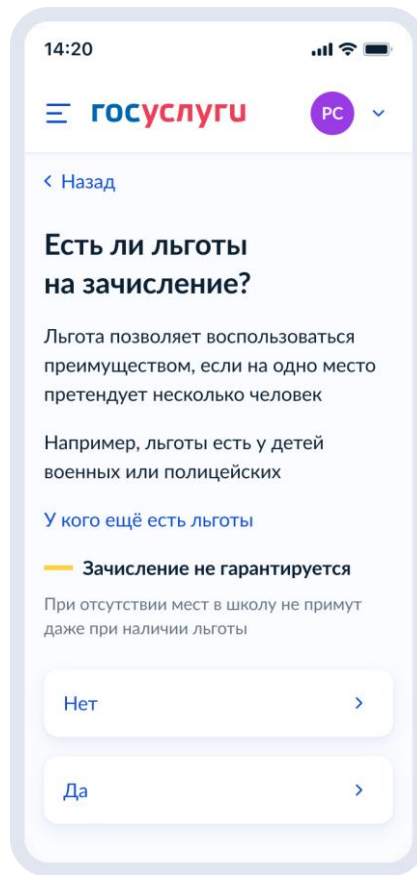 14:20
госуслуги
РС
Назад
Есть ли льготы
на зачисление?
Льгота позволяет воспользоваться
преимуществом, если на одно место
претендует несколько человек
Например, льготы есть у детей
военных или полицейских
У кого ещё есть льготы
Зачисление не гарантируется
При отсутствии мест в школу не примут
даже при наличии льготы
Нет
Да